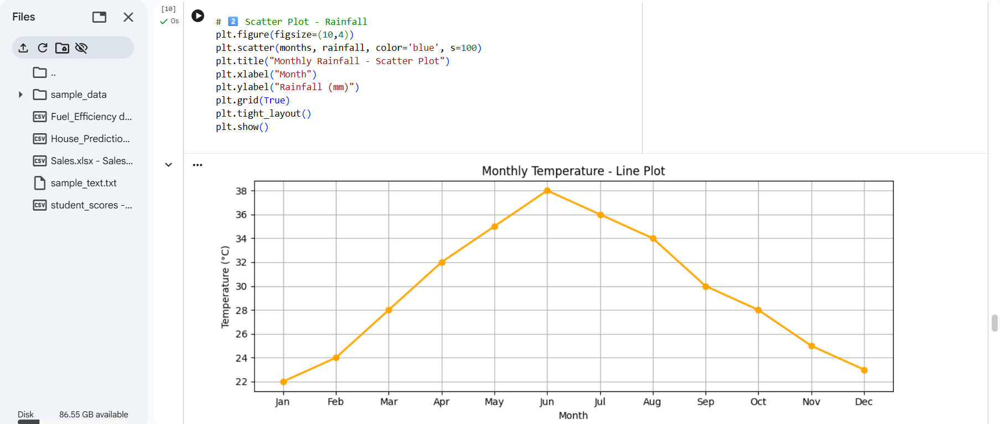 Files
..
sample_data
Fuel_Efficiency d...
House_Predictio...
Sales.xlsx - Sales...
sample_text.txt
student_scores -...
Disk 86.55 GB available
[10]
0s
# 2️⃣ Scatter Plot - Rainfall
plt.figure(figsize=(10,4))
plt.scatter(months, rainfall, color='blue', s=100)
plt.title("Monthly Rainfall - Scatter Plot")
plt.xlabel("Month")
plt.ylabel("Rainfall (mm)")
plt.grid(True)
plt.tight_layout()
plt.show()
Monthly Temperature - Line Plot
Temperature (°C)
38
36
34
32
30
28
26
24
22
Jan Feb Mar Apr May Jun Jul Aug Sep Oct Nov Dec
Month